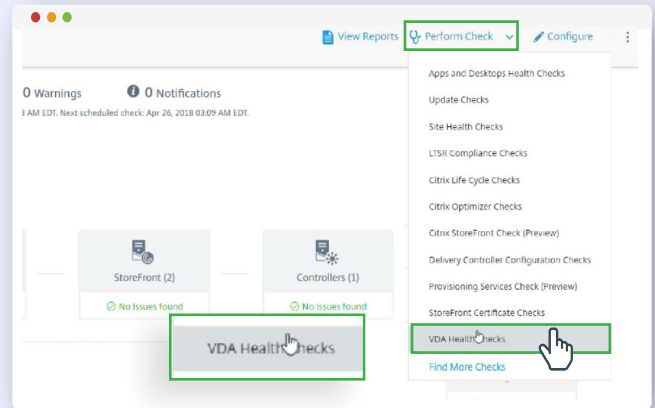 View Reports
Perform Check
Configure
0 Warnings
0 Notifications
AM EDT. Next scheduled check: Apr 26, 2018 03:09 AM EDT.
Apps and Desktops Health Checks
Update Checks
Site Health Checks
LTSR Compliance Checks
Citrix Life Cycle Checks
Citrix Optimizer Checks
Citrix StoreFront Check (Preview)
Delivery Controller Configuration Checks
Provisioning Services Check (Preview)
StoreFront Certificate Checks
VDA Health Checks
Find More Checks
StoreFront (2)
No Issues found
Controllers (1)
No Issues found
VDA Health Checks